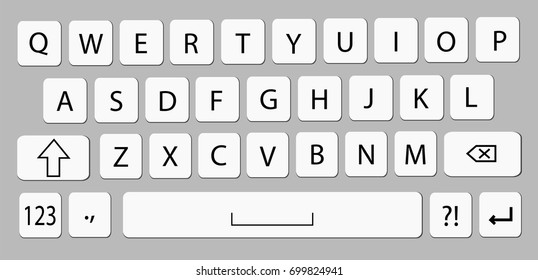 Q W E R T Y U I O P
A S D F G H J K L
Z X C V B N M
123 ., ?!
shutterstock.com · 699824941